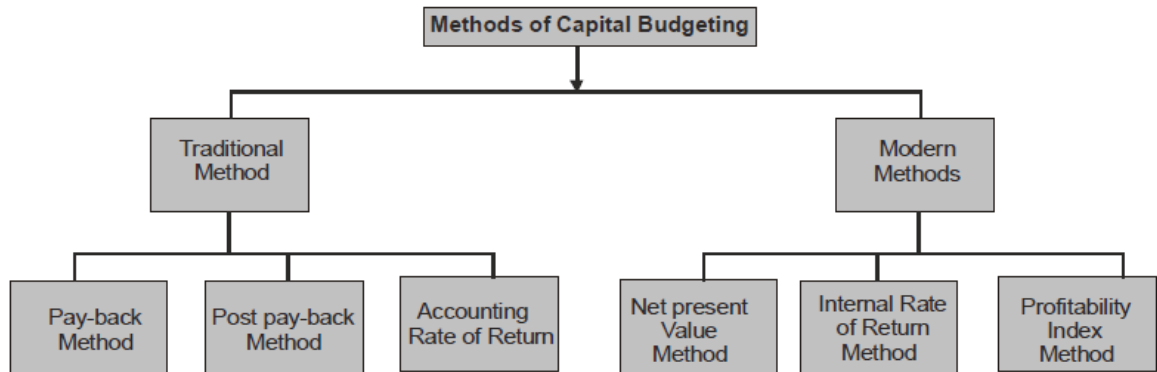 Methods of Capital Budgeting
Traditional
Method
Modern
Methods
Pay-back
Method
Post pay-back
Method
Accounting
Rate of Return
Net present
Value
Method
Internal Rate
of Return
Method
Profitability
Index
Method